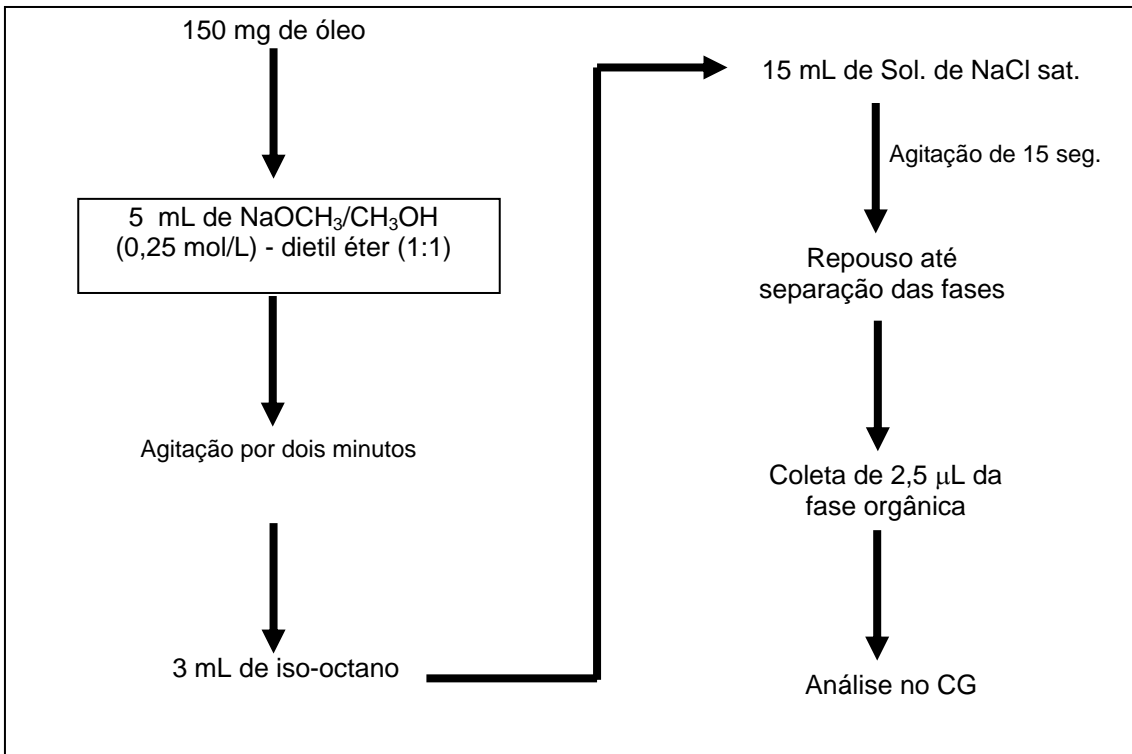 150 mg de óleo
5 mL de NaOCH₃/CH₃OH
(0,25 mol/L) - dietil éter (1:1)
Agitação por dois minutos
3 mL de iso-octano
15 mL de Sol. de NaCl sat.
Agitação de 15 seg.
Repouso até
separação das fases
Coleta de 2,5 μL da
fase orgânica
Análise no CG